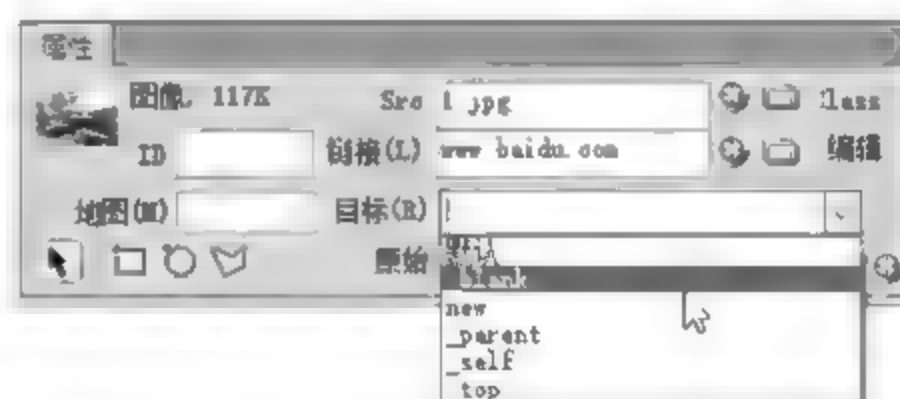 属性
图像, 117K Src 1 jpg Class
ID 链接(L) www baidu.com 编辑
地图(M) 目标(R)
原始
_blank
new
_parent
_self
_top